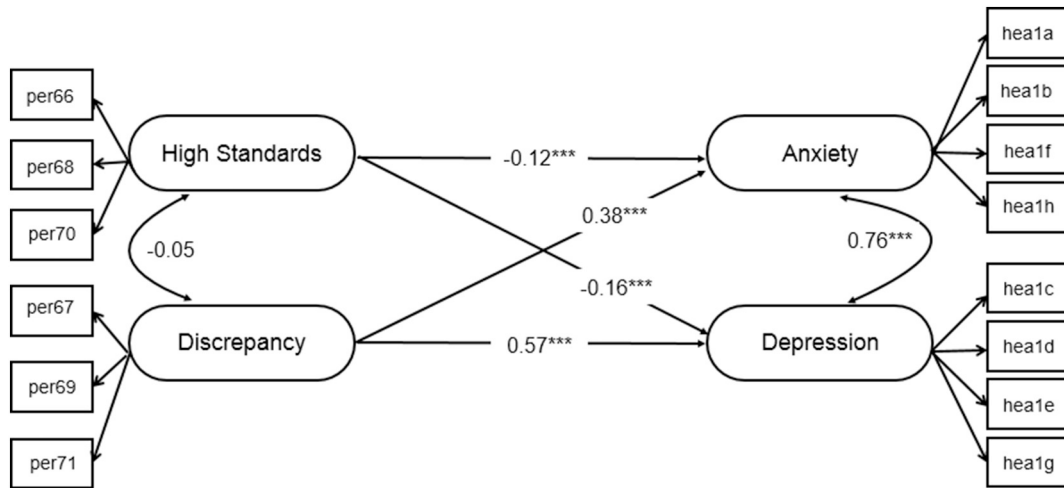 hea1a
per66
hea1b
High Standards
-0.12***
Anxiety
per68
hea1f
hea1h
per70
0.38***
-0.05
0.76***
per67
-0.16***
hea1c
Discrepancy
0.57***
Depression
hea1d
per69
hea1e
per71
hea1g